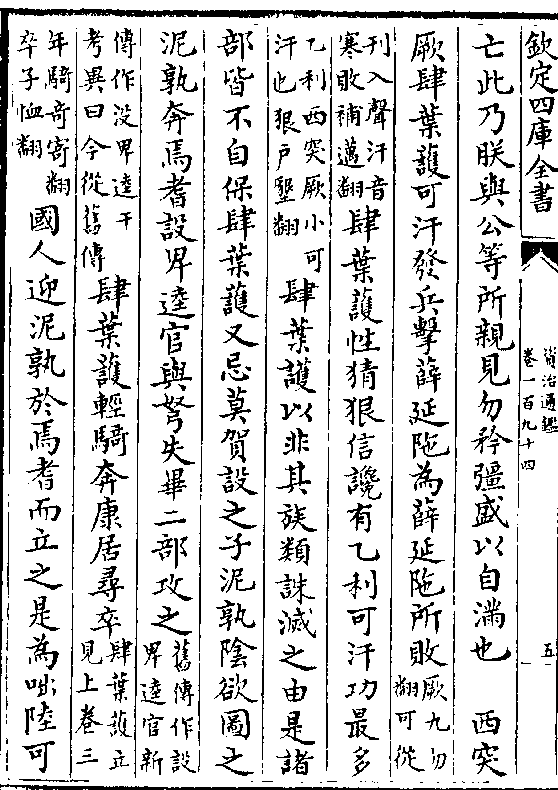 欽定四庫全書
資治通鑑
卷一百九十四
五
亡此乃朕與公等所親見勿矜彊盛以自滿也　西突
厥肆葉護可汗發兵擊薛延陁為薛延陁所敗厥九勿翻可從
刊入聲汗音寒敗補邁翻肆葉護性猜狠信讒有乙利可汗功最多
乙利西突厥小可汗也狠戸墾翻肆葉護以非其族類誅滅之由是諸
部皆不自保肆葉護又忌莫賀設之子泥孰陰欲圖之
泥孰奔焉耆設卑逵官與弩失畢二部攻之舊傳作設卑逵官新
傳作没卑逵干考異曰今從舊傳肆葉護輕騎奔康居尋卒肆葉護立見上卷三
年騎奇寄翻卒子恤翻國人迎泥孰於焉耆而立之是為咄陸可